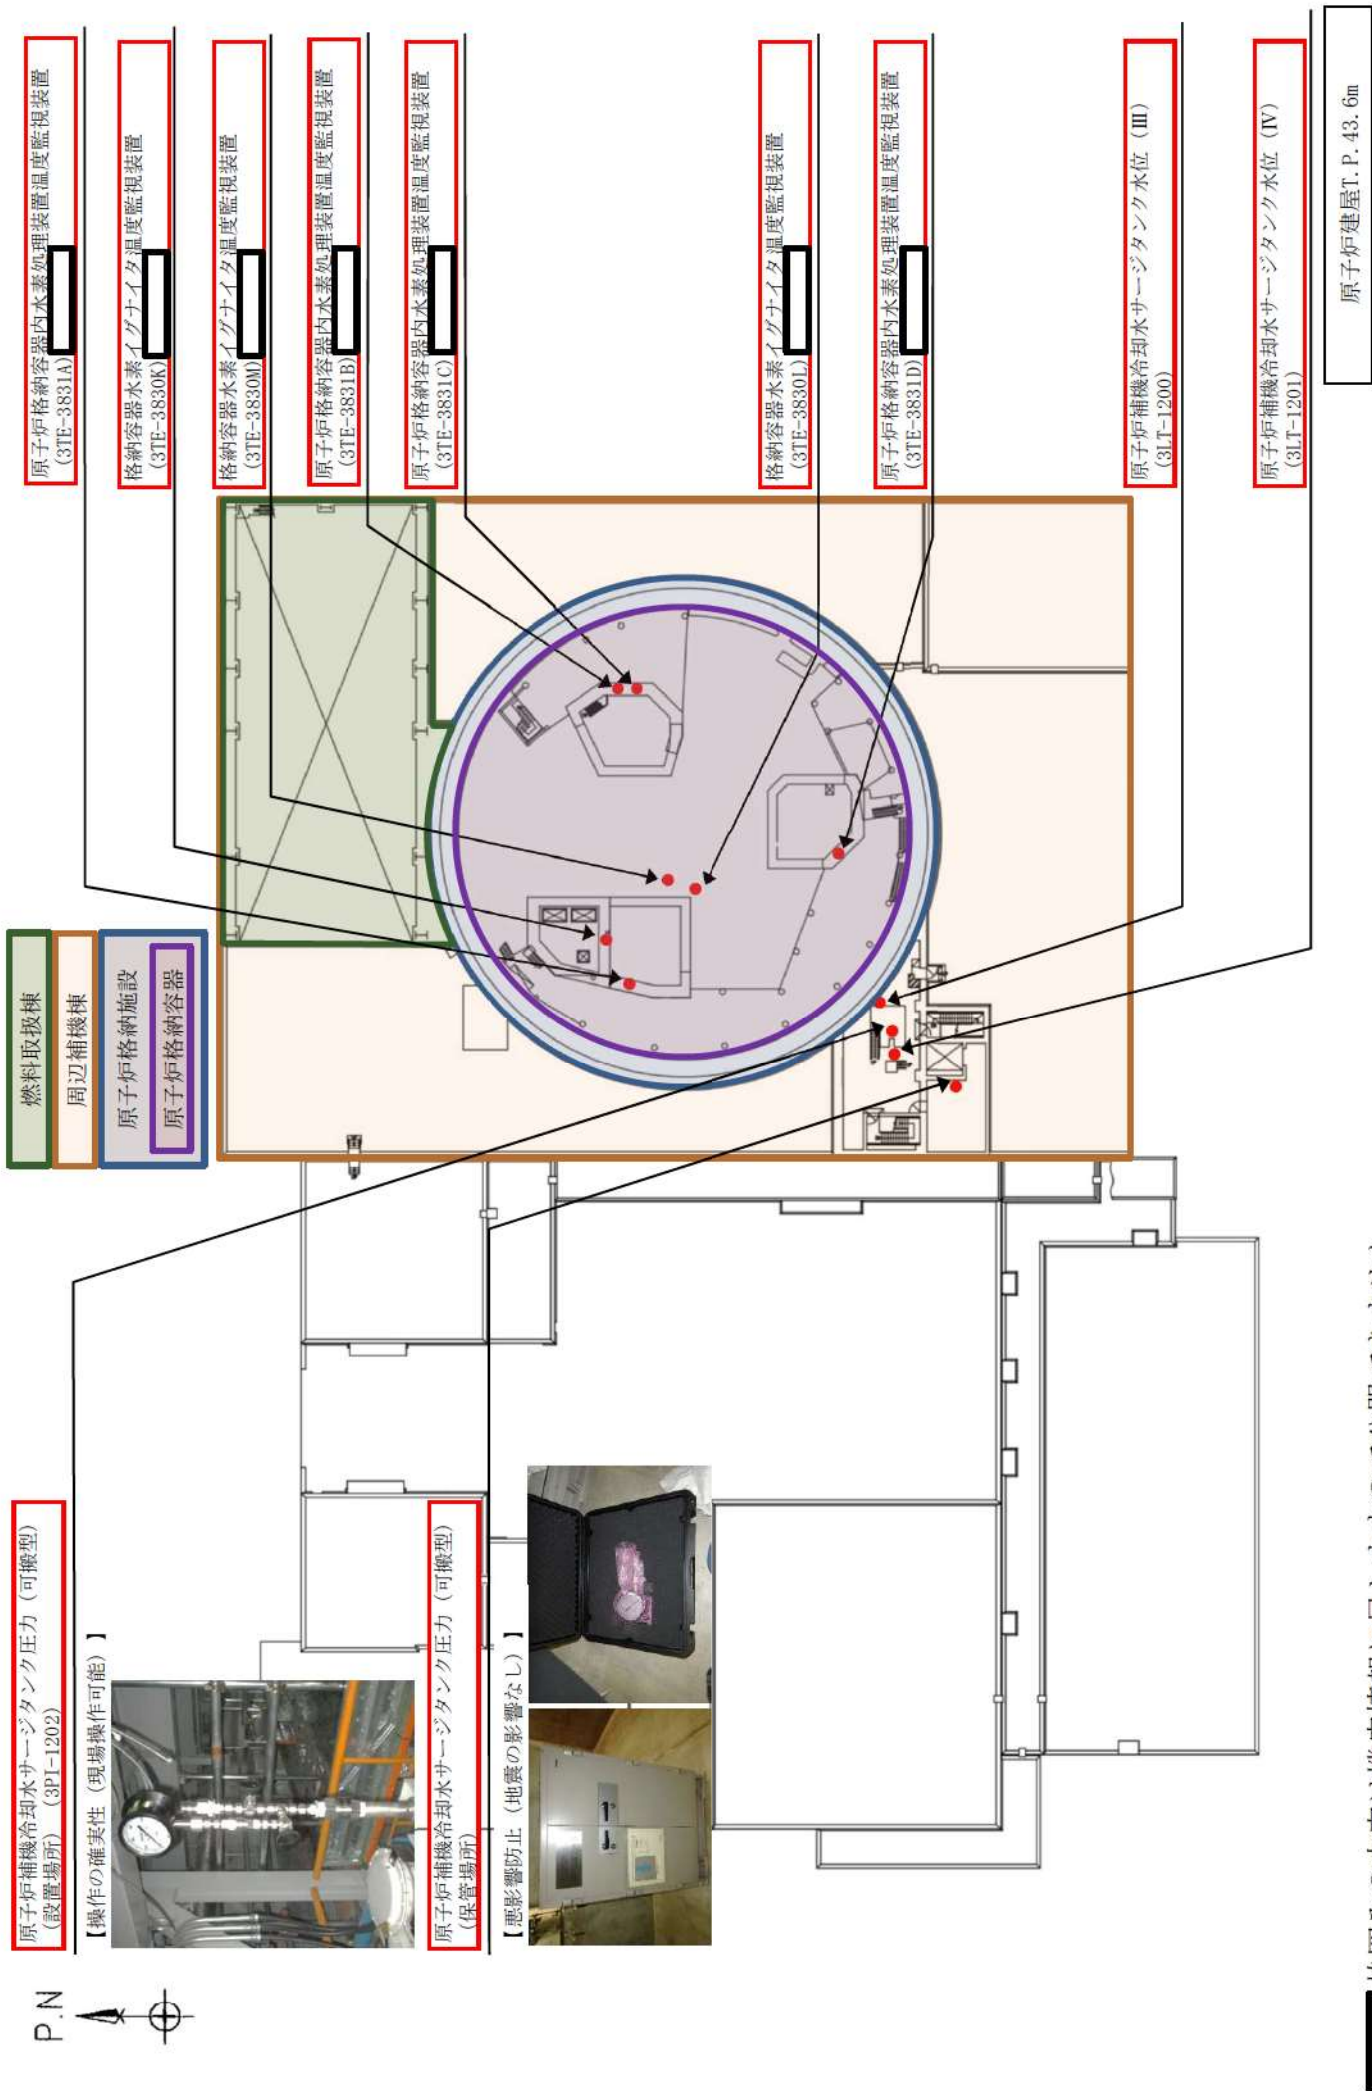 P.N
原子炉補機冷却水サージタンク圧力（可搬型）
（設置場所）（3PI-1202）
【操作の確実性（現場操作可能）】
原子炉補機冷却水サージタンク圧力（可搬型）
（保管場所）
【悪影響防止（地震の影響なし）】
燃料取扱棟
周辺補機棟
原子炉格納施設
原子炉格納容器
原子炉格納容器内水素処理装置温度監視装置
(3TE-3831A)
格納容器水素イグナイタ温度監視装置
(3TE-3830K)
格納容器水素イグナイタ温度監視装置
(3TE-3830M)
原子炉格納容器内水素処理装置温度監視装置
(3TE-3831B)
原子炉格納容器内水素処理装置温度監視装置
(3TE-3831C)
格納容器水素イグナイタ温度監視装置
(3TE-3830L)
原子炉格納容器内水素処理装置温度監視装置
(3TE-3831D)
原子炉補機冷却水サージタンク水位（Ⅲ）
(3LT-1200)
原子炉補機冷却水サージタンク水位（Ⅳ）
(3LT-1201)
原子炉建屋T.P.43.6m